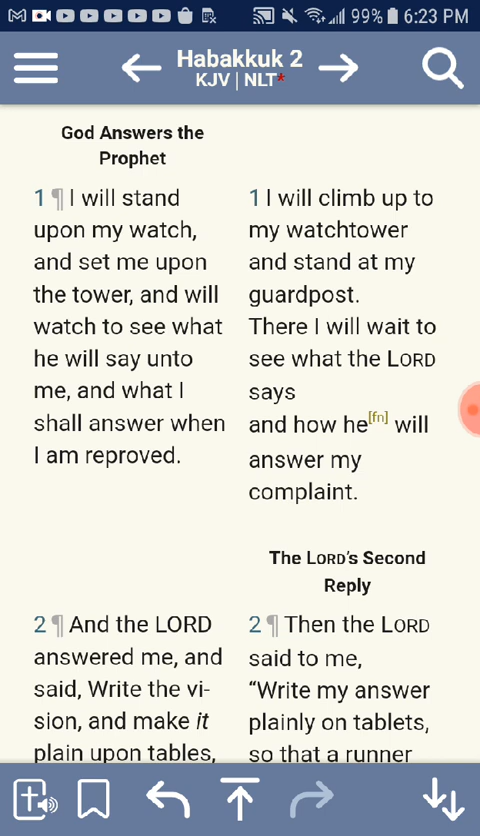 99% 6:23 PM
Habakkuk 2
KJV | NLT*
God Answers the
Prophet
1 ¶ I will stand
upon my watch,
and set me upon
the tower, and will
watch to see what
he will say unto
me, and what I
shall answer when
I am reproved.
1 I will climb up to
my watchtower
and stand at my
guardpost.
There I will wait to
see what the LORD
says
and how he[fn] will
answer my
complaint.
The LORD's Second
Reply
2 ¶ And the LORD
answered me, and
said, Write the vi-
sion, and make it
plain upon tables,
2 ¶ Then the LORD
said to me,
“Write my answer
plainly on tablets,
so that a runner